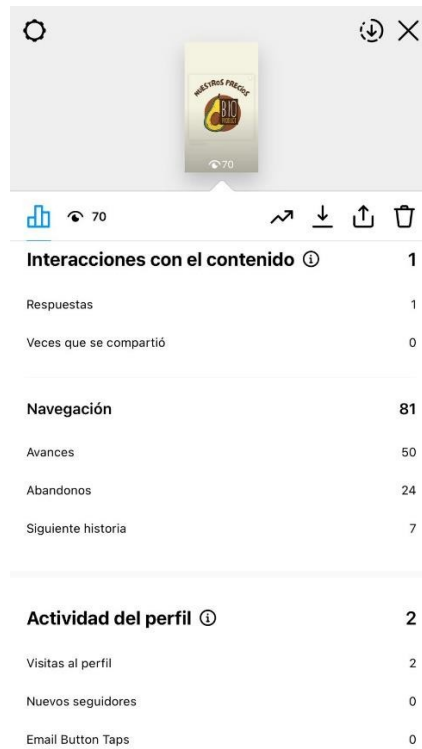 NUESTROS PRECIOS
BIO
PRODUCT
70
70
Interacciones con el contenido 1
Respuestas 1
Veces que se compartió 0
Navegación 81
Avances 50
Abandonos 24
Siguiente historia 7
Actividad del perfil 2
Visitas al perfil 2
Nuevos seguidores 0
Email Button Taps 0